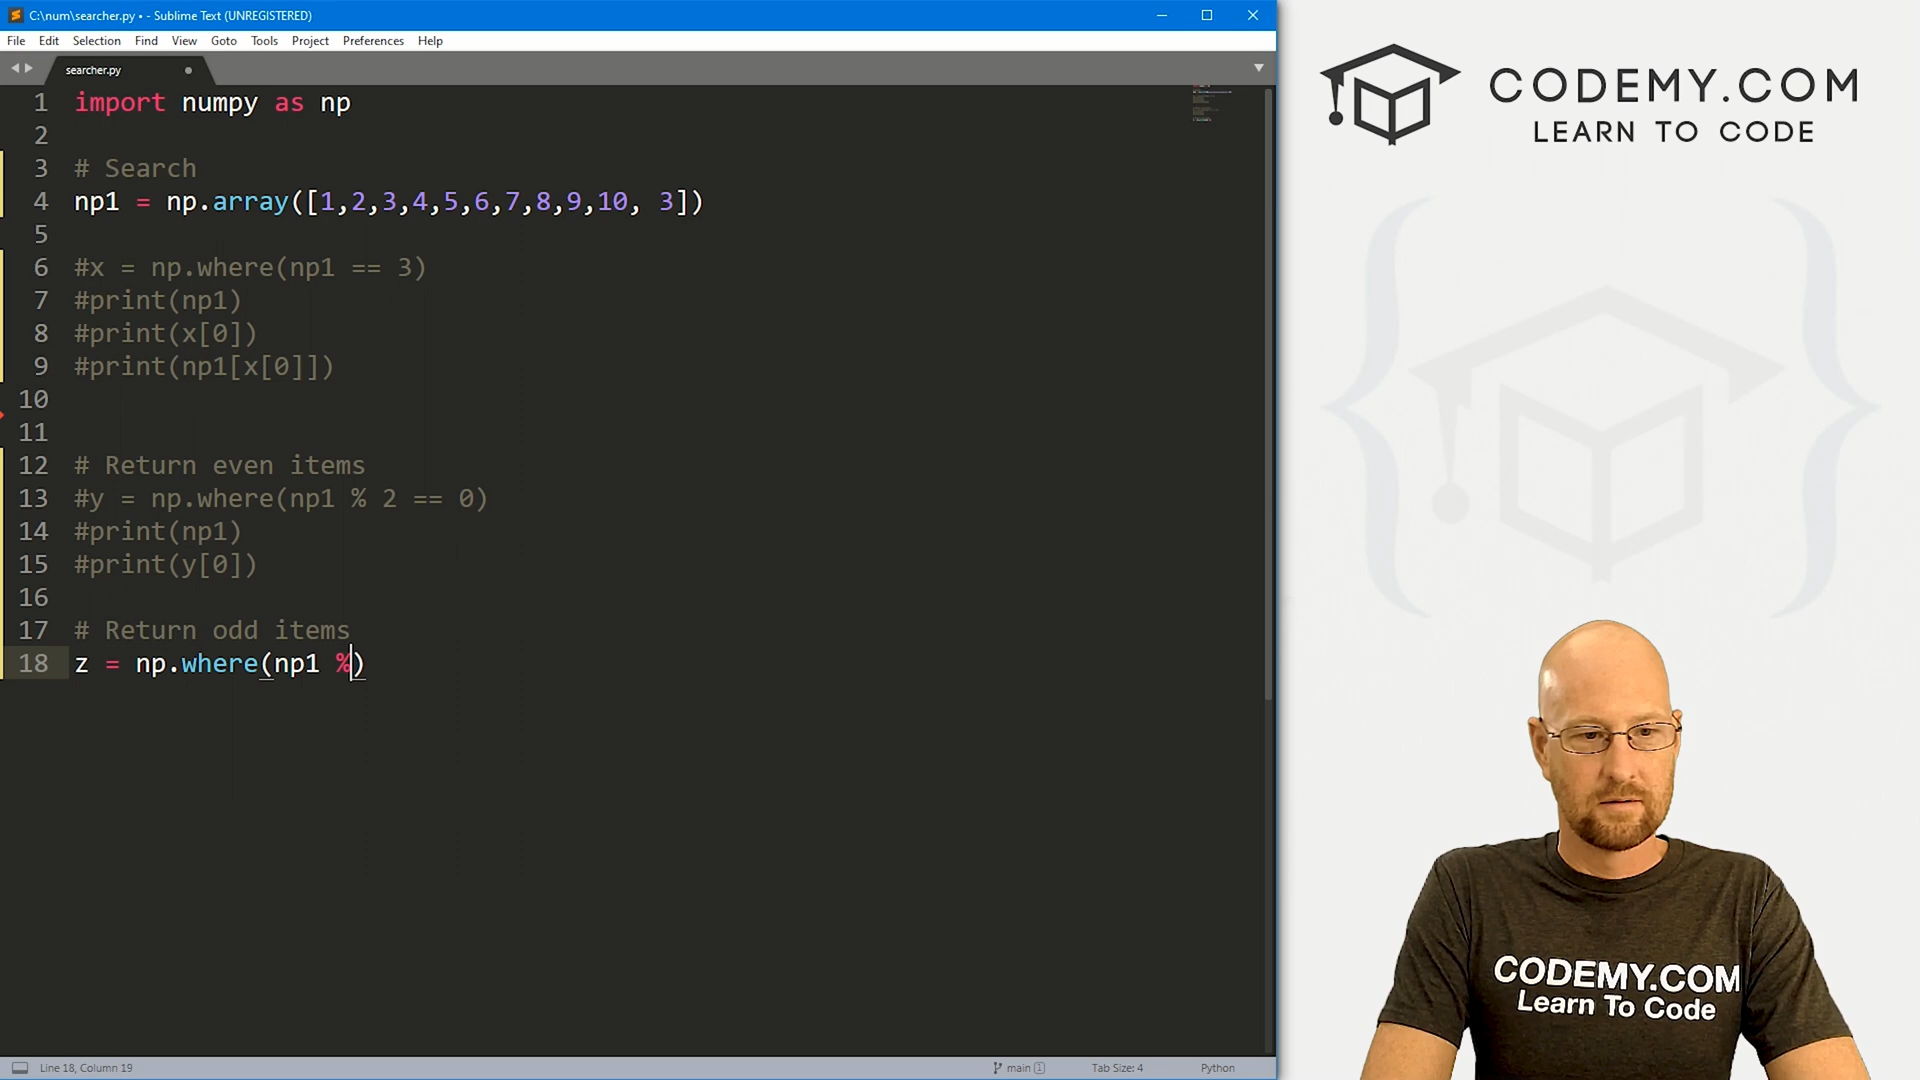 C:\num\searcher.py • - Sublime Text (UNREGISTERED)
File Edit Selection Find View Goto Tools Project Preferences Help
searcher.py
1 import numpy as np
2
3 # Search
4 np1 = np.array([1,2,3,4,5,6,7,8,9,10, 3])
5
6 #x = np.where(np1 == 3)
7 #print(np1)
8 #print(x[0])
9 #print(np1[x[0]])
10
11
12 # Return even items
13 #y = np.where(np1 % 2 == 0)
14 #print(np1)
15 #print(y[0])
16
17 # Return odd items
18 z = np.where(np1 %)
Line 18, Column 19
main 1
Tab Size: 4
Python
CODEMY.COM
LEARN TO CODE
CODEMY.COM
Learn To Code